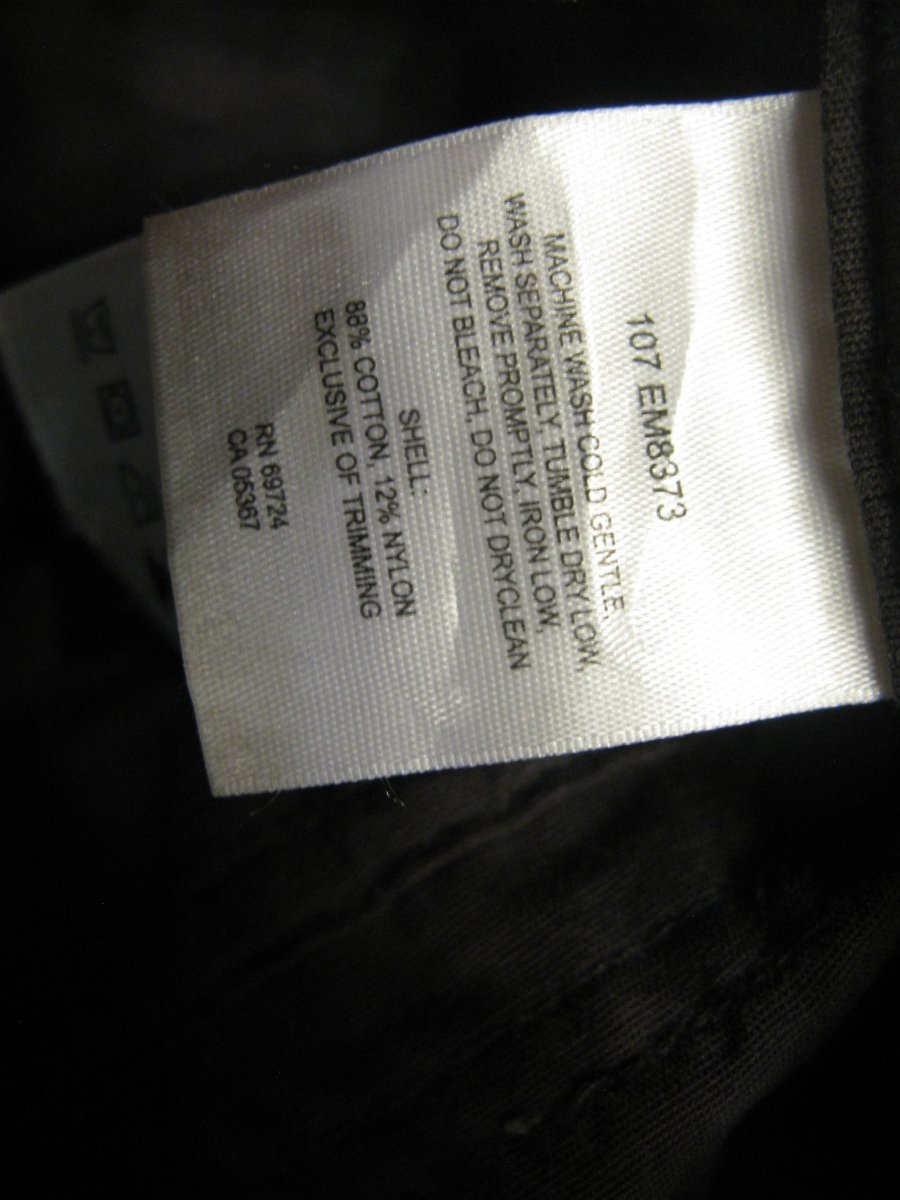 107 EM8373
MACHINE WASH COLD GENTLE,
WASH SEPARATELY, TUMBLE DRY LOW,
REMOVE PROMPTLY, IRON LOW,
DO NOT BLEACH. DO NOT DRYCLEAN
SHELL:
88% COTTON, 12% NYLON
EXCLUSIVE OF TRIMMING
RN 69724
CA 05367